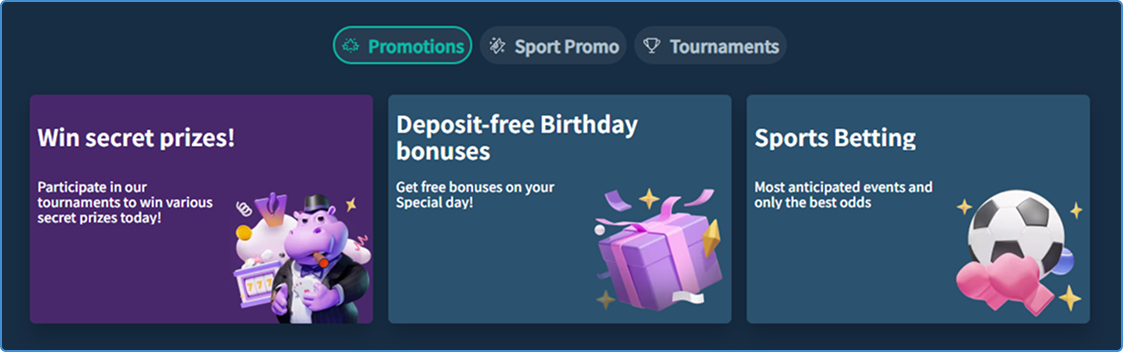 Promotions
Sport Promo
Tournaments
Win secret prizes!
Participate in our
tournaments to win various
secret prizes today!
777
Deposit-free Birthday
bonuses
Get free bonuses on your
Special day!
Sports Betting
Most anticipated events and
only the best odds